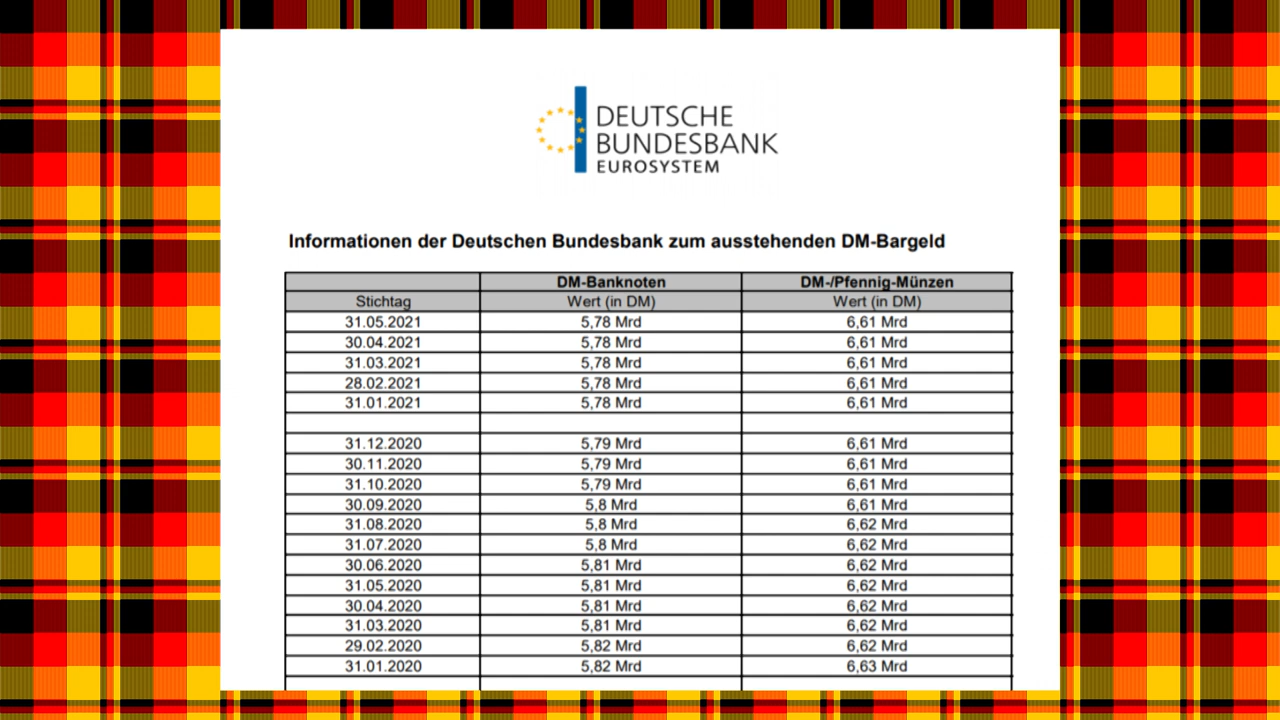 DEUTSCHE
BUNDESBANK
EUROSYSTEM
Informationen der Deutschen Bundesbank zum ausstehenden DM-Bargeld
DM-Banknoten DM-/Pfennig-Münzen
Stichtag Wert (in DM) Wert (in DM)
31.05.2021 5,78 Mrd 6,61 Mrd
30.04.2021 5,78 Mrd 6,61 Mrd
31.03.2021 5,78 Mrd 6,61 Mrd
28.02.2021 5,78 Mrd 6,61 Mrd
31.01.2021 5,78 Mrd 6,61 Mrd
31.12.2020 5,79 Mrd 6,61 Mrd
30.11.2020 5,79 Mrd 6,61 Mrd
31.10.2020 5,79 Mrd 6,61 Mrd
30.09.2020 5,8 Mrd 6,61 Mrd
31.08.2020 5,8 Mrd 6,62 Mrd
31.07.2020 5,8 Mrd 6,62 Mrd
30.06.2020 5,81 Mrd 6,62 Mrd
31.05.2020 5,81 Mrd 6,62 Mrd
30.04.2020 5,81 Mrd 6,62 Mrd
31.03.2020 5,81 Mrd 6,62 Mrd
29.02.2020 5,82 Mrd 6,62 Mrd
31.01.2020 5,82 Mrd 6,63 Mrd